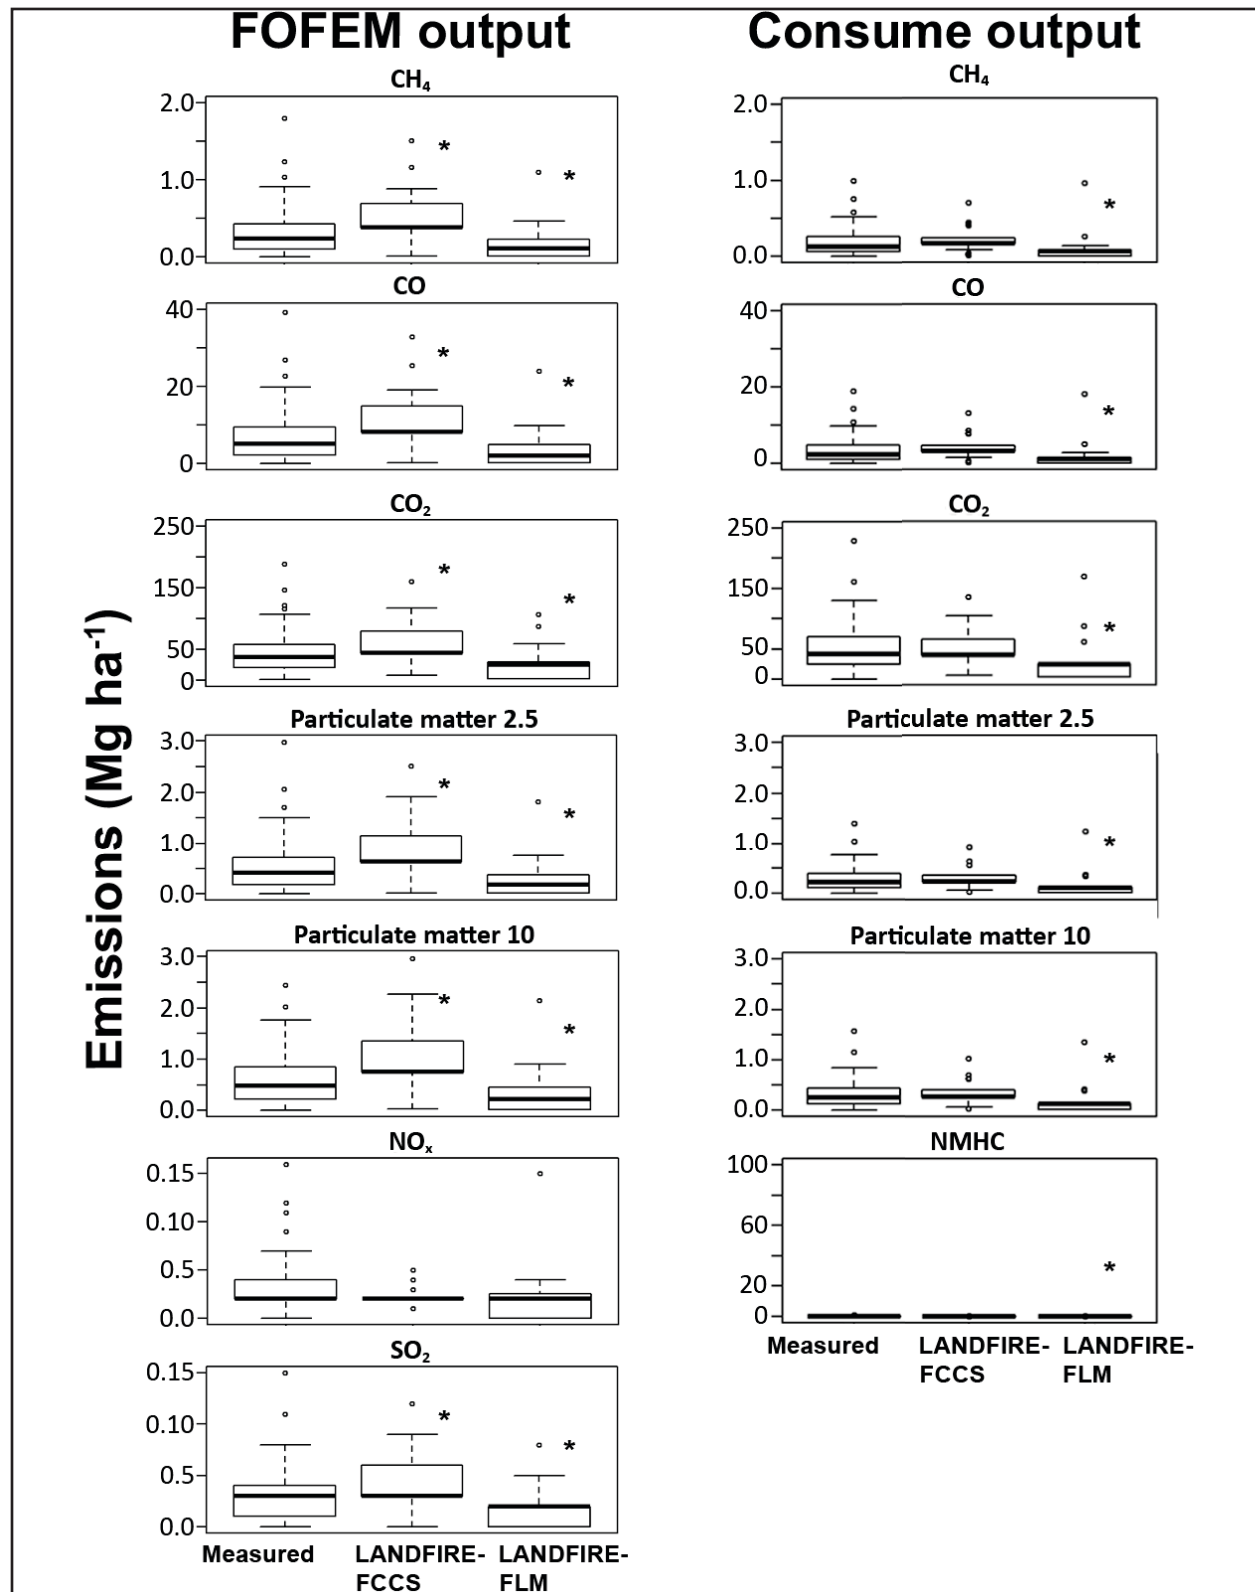 FOFEM output
Consume output
Emissions (Mg ha⁻¹)
CH₄
2.0
1.0
0.0
*
*
CO
40
20
0
*
*
CO₂
250
150
50
0
*
*
Particulate matter 2.5
3.0
2.0
1.0
0.0
*
*
Particulate matter 10
3.0
2.0
1.0
0.0
*
*
NOₓ
0.15
0.10
0.5
0.0
SO₂
0.15
0.10
0.5
0.0
*
*
Measured
LANDFIRE-
FCCS
LANDFIRE-
FLM
CH₄
2.0
1.0
0.0
*
CO
40
20
0
*
CO₂
250
150
50
0
*
Particulate matter 2.5
3.0
2.0
1.0
0.0
*
Particulate matter 10
3.0
2.0
1.0
0.0
*
NMHC
100
60
20
0
*
Measured
LANDFIRE-
FCCS
LANDFIRE-
FLM